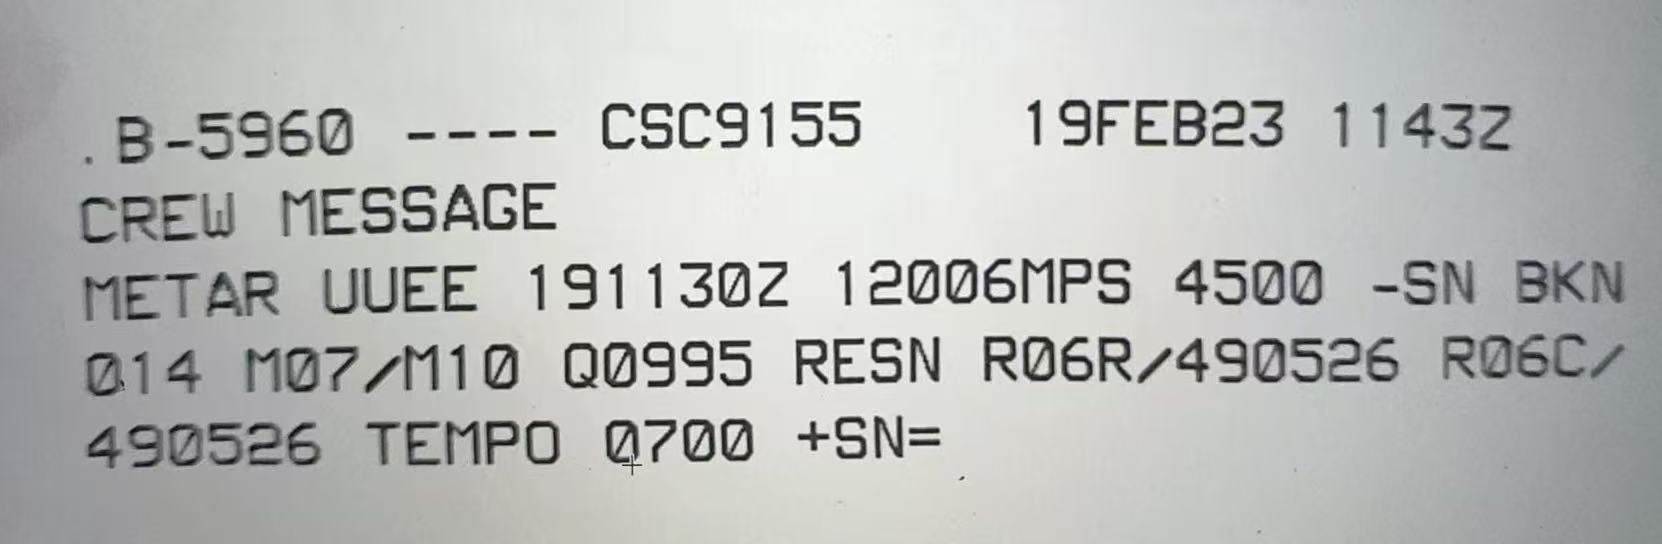 .B-5960 ---- CSC9155    19FEB23 1143Z
CREW MESSAGE
METAR UUEE 191130Z 12006MPS 4500 -SN BKN
014 M07/M10 Q0995 RESN R06R/490526 R06C/
490526 TEMPO 0700 +SN=